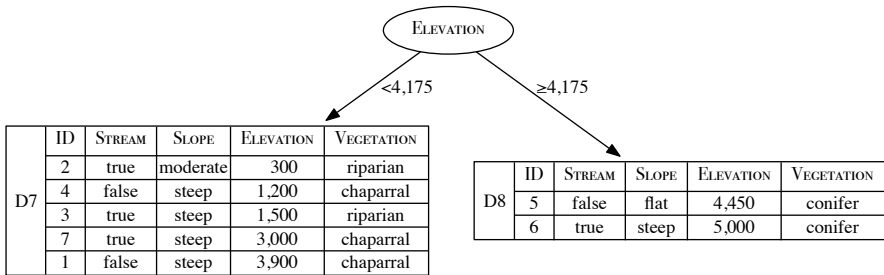 ELEVATION
<4,175 ≥4,175
D7
ID STREAM SLOPE ELEVATION VEGETATION
2 true moderate 300 riparian
4 false steep 1,200 chaparral
3 true steep 1,500 riparian
7 true steep 3,000 chaparral
1 false steep 3,900 chaparral
D8
ID STREAM SLOPE ELEVATION VEGETATION
5 false flat 4,450 conifer
6 true steep 5,000 conifer